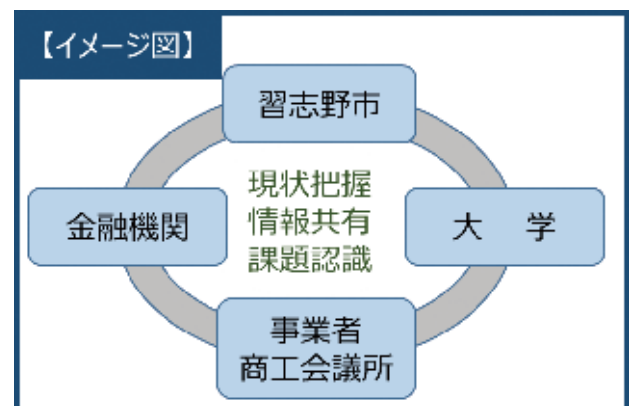 【イメージ図】
習志野市
金融機関
現状把握
情報共有
課題認識
大　学
事業者
商工会議所